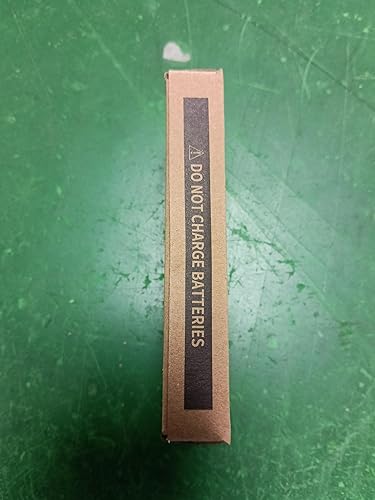 ⚠ DO NOT CHARGE BATTERIES